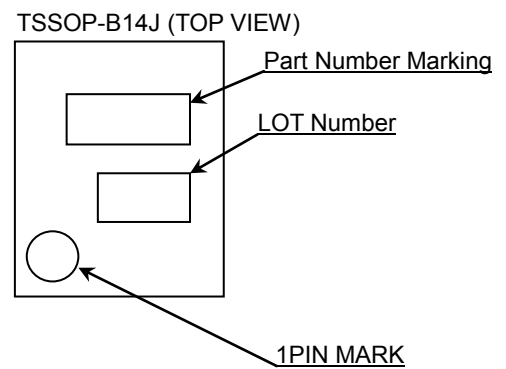 TSSOP-B14J (TOP VIEW)
Part Number Marking
LOT Number
1PIN MARK